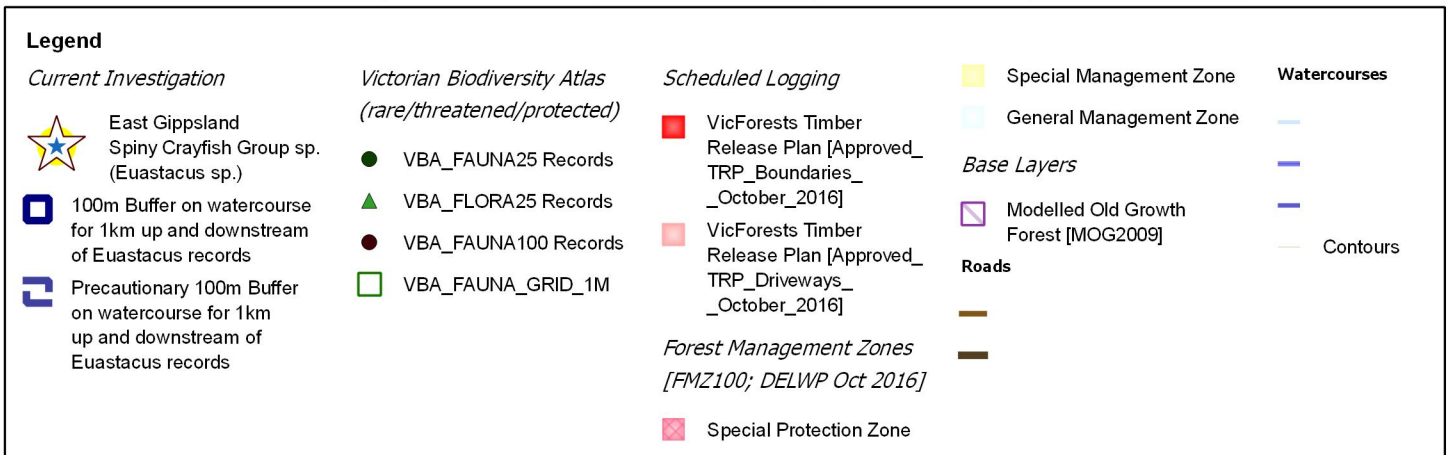 Legend
Current Investigation
East Gippsland
Spiny Crayfish Group sp.
(Euastacus sp.)
100m Buffer on watercourse
for 1km up and downstream
of Euastacus records
Precautionary 100m Buffer
on watercourse for 1km
up and downstream of
Euastacus records
Victorian Biodiversity Atlas
(rare/threatened/protected)
VBA_FAUNA25 Records
VBA_FLORA25 Records
VBA_FAUNA100 Records
VBA_FAUNA_GRID_1M
Scheduled Logging
VicForests Timber
Release Plan [Approved_
TRP_Boundaries_
_October_2016]
VicForests Timber
Release Plan [Approved_
TRP_Driveways_
_October_2016]
Forest Management Zones
[FMZ100; DELWP Oct 2016]
Special Protection Zone
Special Management Zone
General Management Zone
Base Layers
Modelled Old Growth
Forest [MOG2009]
Roads
Watercourses
Contours